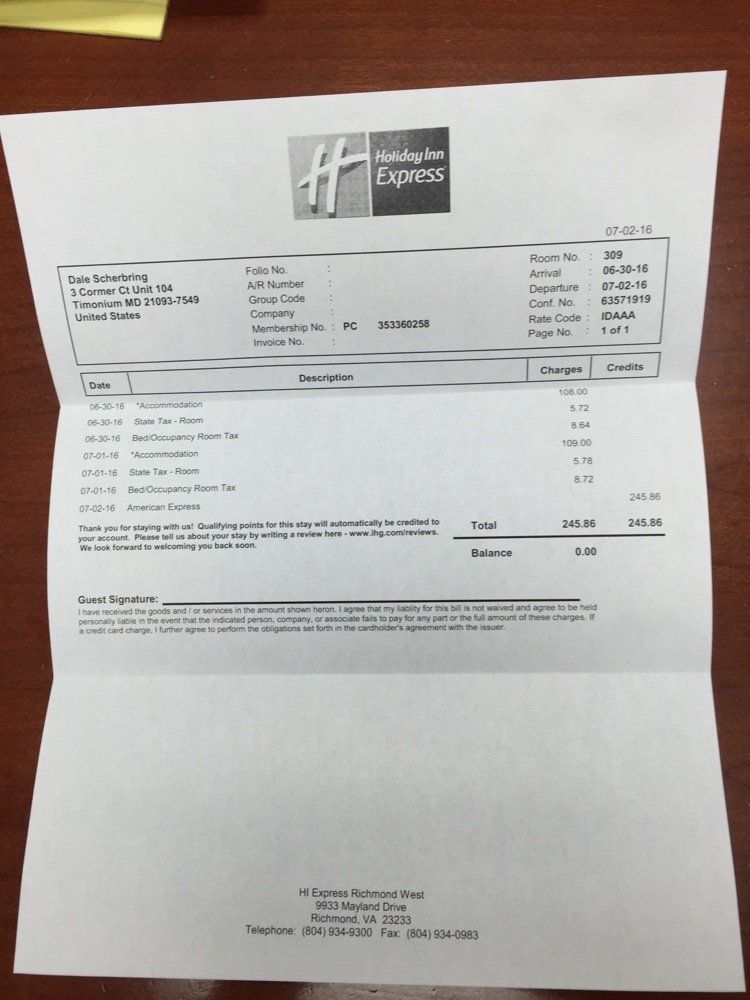 Holiday Inn
Express
07-02-16
Dale Scherbring
3 Cormer Ct Unit 104
Timonium MD 21093-7549
United States
Folio No. :
A/R Number :
Group Code :
Company :
Membership No. : PC 353360258
Invoice No. :
Room No. : 309
Arrival : 06-30-16
Departure : 07-02-16
Conf. No. : 63571919
Rate Code : IDAAA
Page No. : 1 of 1
Date Description Charges Credits
06-30-16 *Accommodation 108.00
06-30-16 State Tax - Room 5.72
06-30-16 Bed/Occupancy Room Tax 8.64
07-01-16 *Accommodation 109.00
07-01-16 State Tax - Room 5.78
07-01-16 Bed/Occupancy Room Tax 8.72
07-02-16 American Express 245.86
Thank you for staying with us! Qualifying points for this stay will automatically be credited to
your account. Please tell us about your stay by writing a review here - www.ihg.com/reviews.
We look forward to welcoming you back soon.
Total 245.86 245.86
Balance 0.00
Guest Signature:
I have received the goods and / or services in the amount shown heron. I agree that my liablity for this bill is not waived and agree to be held
personally liable in the event that the indicated person, company, or associate fails to pay for any part or the full amount of these charges. If
a credit card charge, I further agree to perform the obligations set forth in the cardholder's agreement with the issuer.
HI Express Richmond West
9933 Mayland Drive
Richmond, VA 23233
Telephone: (804) 934-9300 Fax: (804) 934-0983